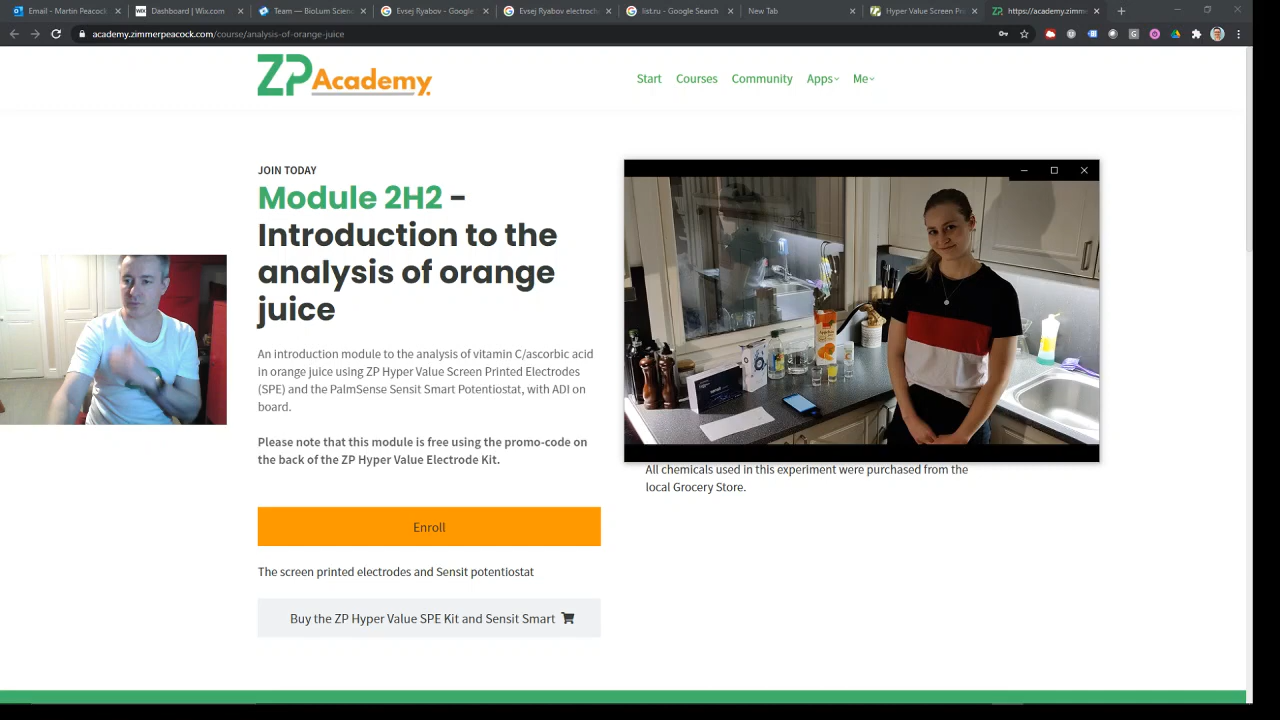 Email - Martin Peacock
Dashboard | Wix.com
Team — BioLum Scien
Evsej Ryabov - Google
Evsej Ryabov electroch
list.ru - Google Search
New Tab
Hyper Value Screen Pri
https://academy.zimme
academy.zimmerpeacock.com/course/analysis-of-orange-juice
ZP Academy
Start Courses Community Apps Me
JOIN TODAY
Module 2H2 -
Introduction to the
analysis of orange
juice
An introduction module to the analysis of vitamin C/ascorbic acid
in orange juice using ZP Hyper Value Screen Printed Electrodes
(SPE) and the PalmSense Sensit Smart Potentiostat, with ADI on
board.
Please note that this module is free using the promo-code on
the back of the ZP Hyper Value Electrode Kit.
All chemicals used in this experiment were purchased from the
local Grocery Store.
Enroll
The screen printed electrodes and Sensit potentiostat
Buy the ZP Hyper Value SPE Kit and Sensit Smart